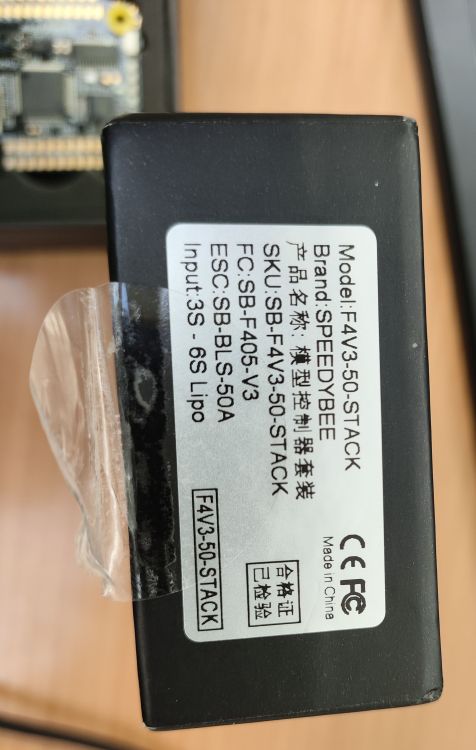 Model:F4V3-50-STACK
Brand:SPEEDYBEE
产品名称: 模型控制器套装
SKU:SB-F4V3-50-STACK
FC:SB-F405-V3
ESC:SB-BLS-50A
Input:3S - 6S Lipo
CE FC
Made in China
合格证
已检验
F4V3-50-STACK